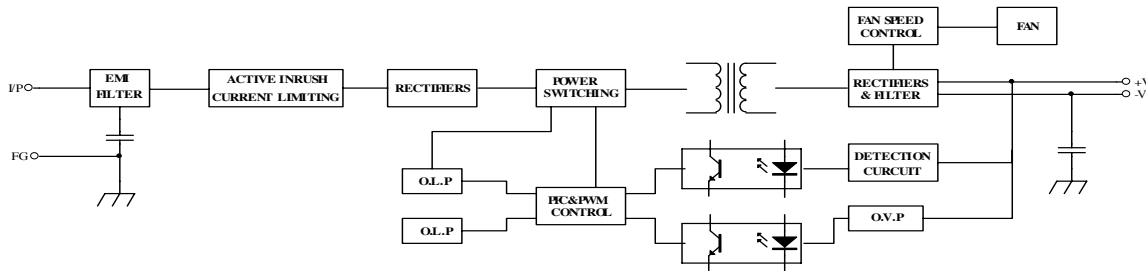 FAN SPEED
CONTROL
FAN
I/P
EMI
FILTER
ACTIVE INRUSH
CURRENT LIMITING
RECTIFIERS
POWER
SWITCHING
RECTIFIERS
& FILTER
+V
-V
FG
O.L.P
PIC&PWM
CONTROL
DETECTION
CURCUIT
O.L.P
O.V.P